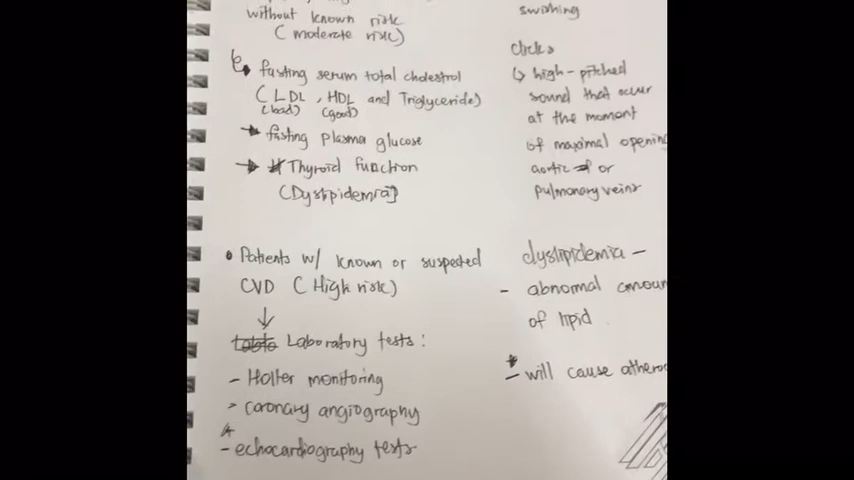 without known risk
(moderate risk)
fasting serum total cholestrol
(LDL, HDL and Triglyceride)
(bad) (good)
fasting plasma glucose
Thyroid function
(Dyslipidemia)
• Patients w/ known or suspected
CVD (High risk)
↓
Laboratory tests:
- Holter monitoring
- coronary angiography
- echocardiography tests
swishing
clicks
↳ high-pitched
sound that occur
at the moment
of maximal opening
aortic or
pulmonary veins
dyslipidemia -
- abnormal amoun
of lipid
- will cause athero